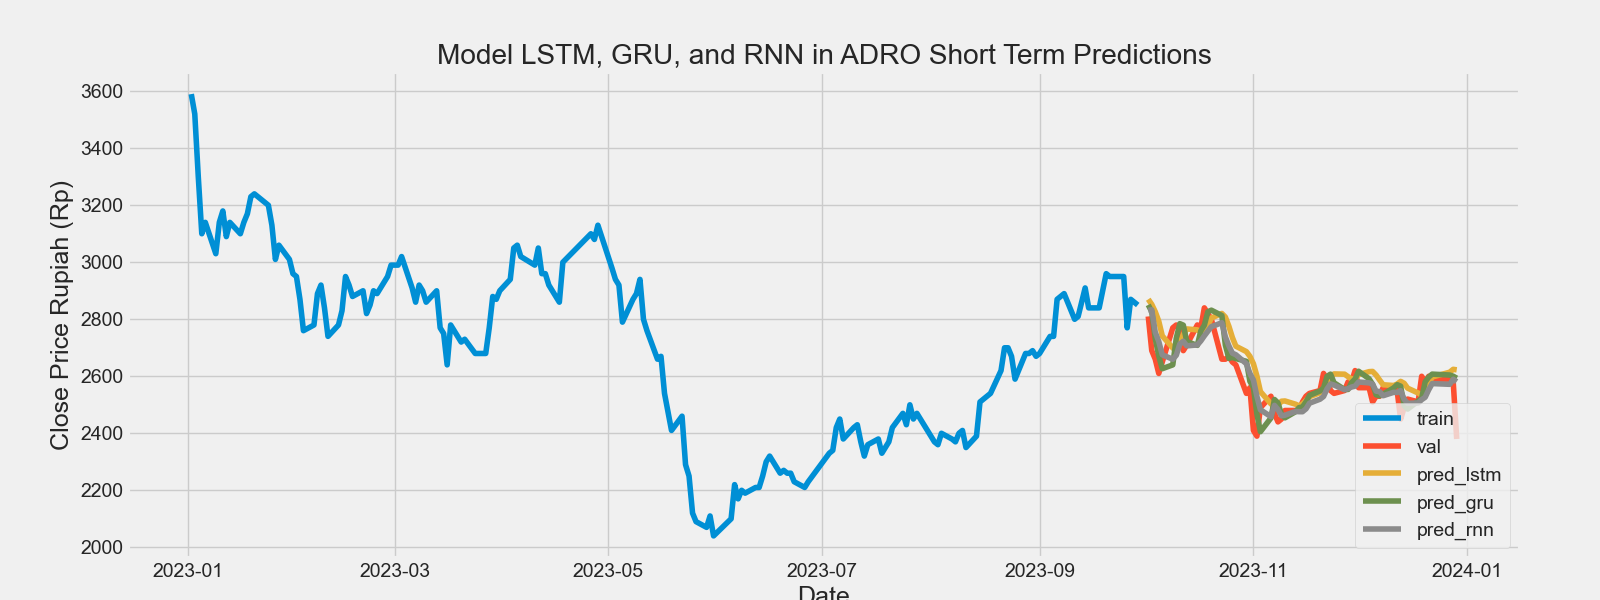 Model LSTM, GRU, and RNN in ADRO Short Term Predictions
Close Price Rupiah (Rp)
3600
3400
3200
3000
2800
2600
2400
2200
2000
train
val
pred_lstm
pred_gru
pred_rnn
2023-01 2023-03 2023-05 2023-07 2023-09 2023-11 2024-01
Date